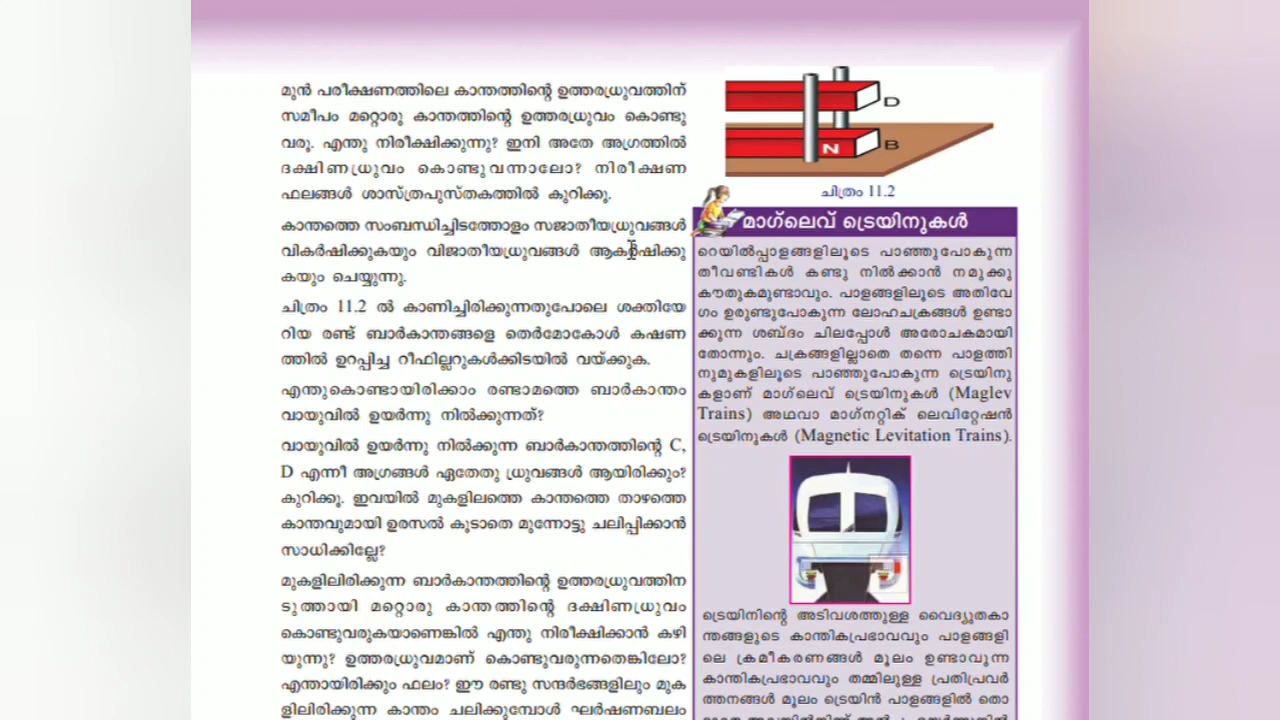 മുൻ പരീക്ഷണത്തിലെ കാന്തത്തിന്റെ ഉത്തരധ്രുവത്തിന്
സമീപം മറ്റൊരു കാന്തത്തിന്റെ ഉത്തരധ്രുവം കൊണ്ടു
വരൂ. എന്തു നിരീക്ഷിക്കുന്നു? ഇനി അതേ അഗ്രത്തിൽ
ദക്ഷിണധ്രുവം കൊണ്ടുവന്നാലോ? നിരീക്ഷണ
ഫലങ്ങൾ ശാസ്ത്രപുസ്തകത്തിൽ കുറിക്കൂ.
കാന്തത്തെ സംബന്ധിച്ചിടത്തോളം സജാതീയധ്രുവങ്ങൾ
വികർഷിക്കുകയും വിജാതീയധ്രുവങ്ങൾ ആകർഷിക്കു
കയും ചെയ്യുന്നു.
ചിത്രം 11.2 ൽ കാണിച്ചിരിക്കുന്നതുപോലെ ശക്തിയേ
റിയ രണ്ട് ബാർകാന്തങ്ങളെ തെർമോകോൾ കഷണ
ത്തിൽ ഉറപ്പിച്ച റീഫില്ലറുകൾക്കിടയിൽ വയ്ക്കുക.
എന്തുകൊണ്ടായിരിക്കാം രണ്ടാമത്തെ ബാർകാന്തം
വായുവിൽ ഉയർന്നു നിൽക്കുന്നത്?
വായുവിൽ ഉയർന്നു നിൽക്കുന്ന ബാർകാന്തത്തിന്റെ C,
D എന്നീ അഗ്രങ്ങൾ ഏതേതു ധ്രുവങ്ങൾ ആയിരിക്കും?
കുറിക്കൂ. ഇവയിൽ മുകളിലത്തെ കാന്തത്തെ താഴത്തെ
കാന്തവുമായി ഉരസൽ കൂടാതെ മുന്നോട്ടു ചലിപ്പിക്കാൻ
സാധിക്കില്ലേ?
മുകളിലിരിക്കുന്ന ബാർകാന്തത്തിന്റെ ഉത്തരധ്രുവത്തിന
ടുത്തായി മറ്റൊരു കാന്തത്തിന്റെ ദക്ഷിണധ്രുവം
കൊണ്ടുവരുകയാണെങ്കിൽ എന്തു നിരീക്ഷിക്കാൻ കഴി
യുന്നു? ഉത്തരധ്രുവമാണ് കൊണ്ടുവരുന്നതെങ്കിലോ?
എന്തായിരിക്കും ഫലം? ഈ രണ്ടു സന്ദർഭങ്ങളിലും മുക
ളിലിരിക്കുന്ന കാന്തം ചലിക്കുമ്പോൾ ഘർഷണബലം
D
N
B
ചിത്രം 11.2
മാഗ്ലെവ് ട്രെയിനുകൾ
റെയിൽപ്പാളങ്ങളിലൂടെ പാഞ്ഞുപോകുന്ന
തീവണ്ടികൾ കണ്ടു നിൽക്കാൻ നമുക്കു
കൗതുകമുണ്ടാവും. പാളങ്ങളിലൂടെ അതിവേ
ഗം ഉരുണ്ടുപോകുന്ന ലോഹചക്രങ്ങൾ ഉണ്ടാ
ക്കുന്ന ശബ്ദം ചിലപ്പോൾ അരോചകമായി
തോന്നും. ചക്രങ്ങളില്ലാതെ തന്നെ പാളത്തി
നുമുകളിലൂടെ പാഞ്ഞുപോകുന്ന ട്രെയിനു
കളാണ് മാഗ്ലെവ് ട്രെയിനുകൾ (Maglev
Trains) അഥവാ മാഗ്നറ്റിക് ലെവിറ്റേഷൻ
ട്രെയിനുകൾ (Magnetic Levitation Trains).
ട്രെയിനിന്റെ അടിവശത്തുള്ള വൈദ്യുതകാ
ന്തങ്ങളുടെ കാന്തികപ്രഭാവവും പാളങ്ങളി
ലെ ക്രമീകരണങ്ങൾ മൂലം ഉണ്ടാവുന്ന
കാന്തികപ്രഭാവവും തമ്മിലുള്ള പ്രതിപ്രവർ
ത്തനങ്ങൾ മൂലം ട്രെയിൻ പാളങ്ങളിൽ തൊ